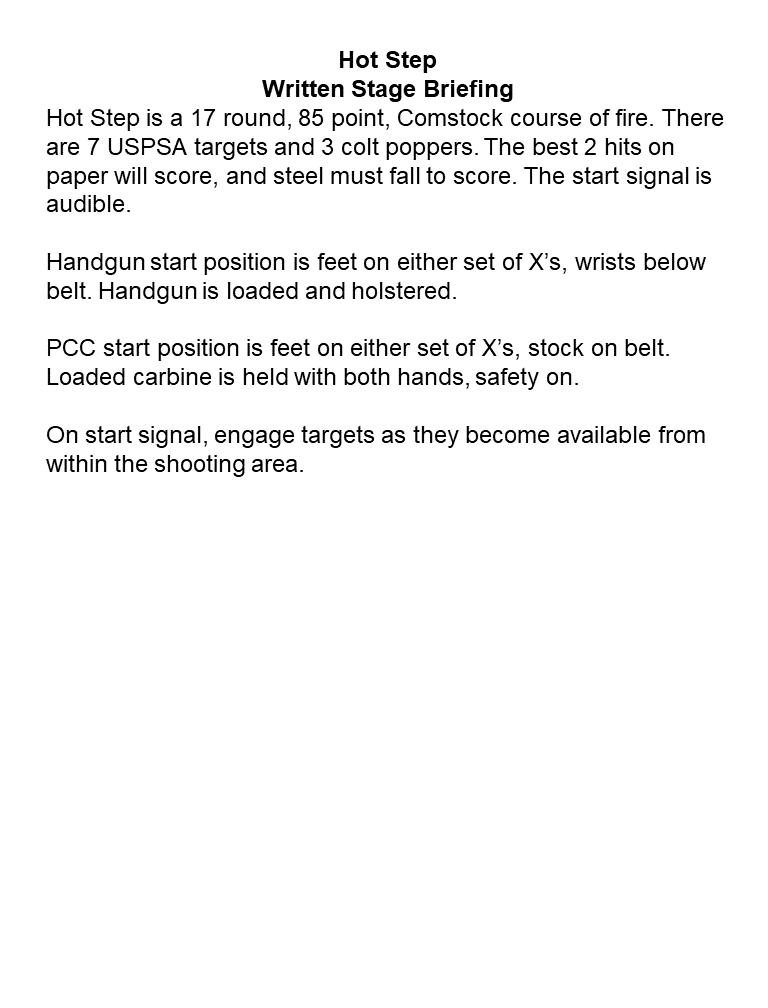 Hot Step
Written Stage Briefing
Hot Step is a 17 round, 85 point, Comstock course of fire. There
are 7 USPSA targets and 3 colt poppers. The best 2 hits on
paper will score, and steel must fall to score. The start signal is
audible.
Handgun start position is feet on either set of X’s, wrists below
belt. Handgun is loaded and holstered.
PCC start position is feet on either set of X’s, stock on belt.
Loaded carbine is held with both hands, safety on.
On start signal, engage targets as they become available from
within the shooting area.